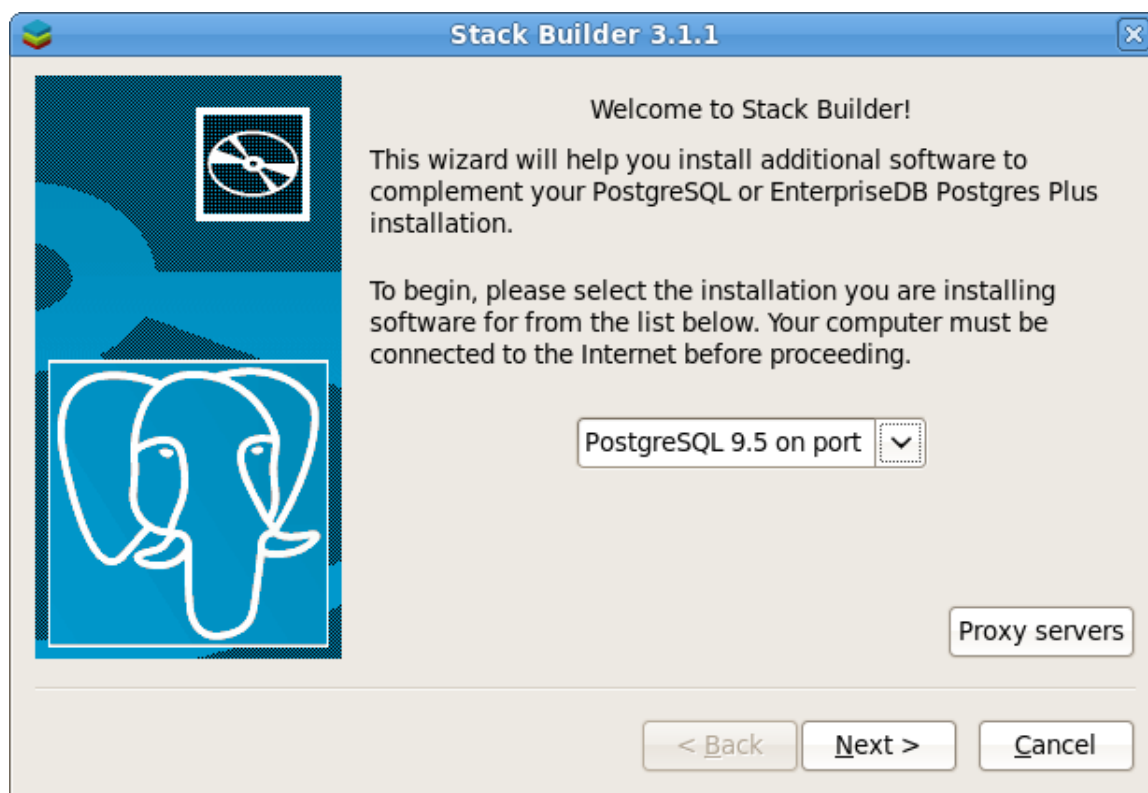 Stack Builder 3.1.1
Welcome to Stack Builder!
This wizard will help you install additional software to
complement your PostgreSQL or EnterpriseDB Postgres Plus
installation.
To begin, please select the installation you are installing
software for from the list below. Your computer must be
connected to the Internet before proceeding.
PostgreSQL 9.5 on port
Proxy servers
< Back
Next >
Cancel